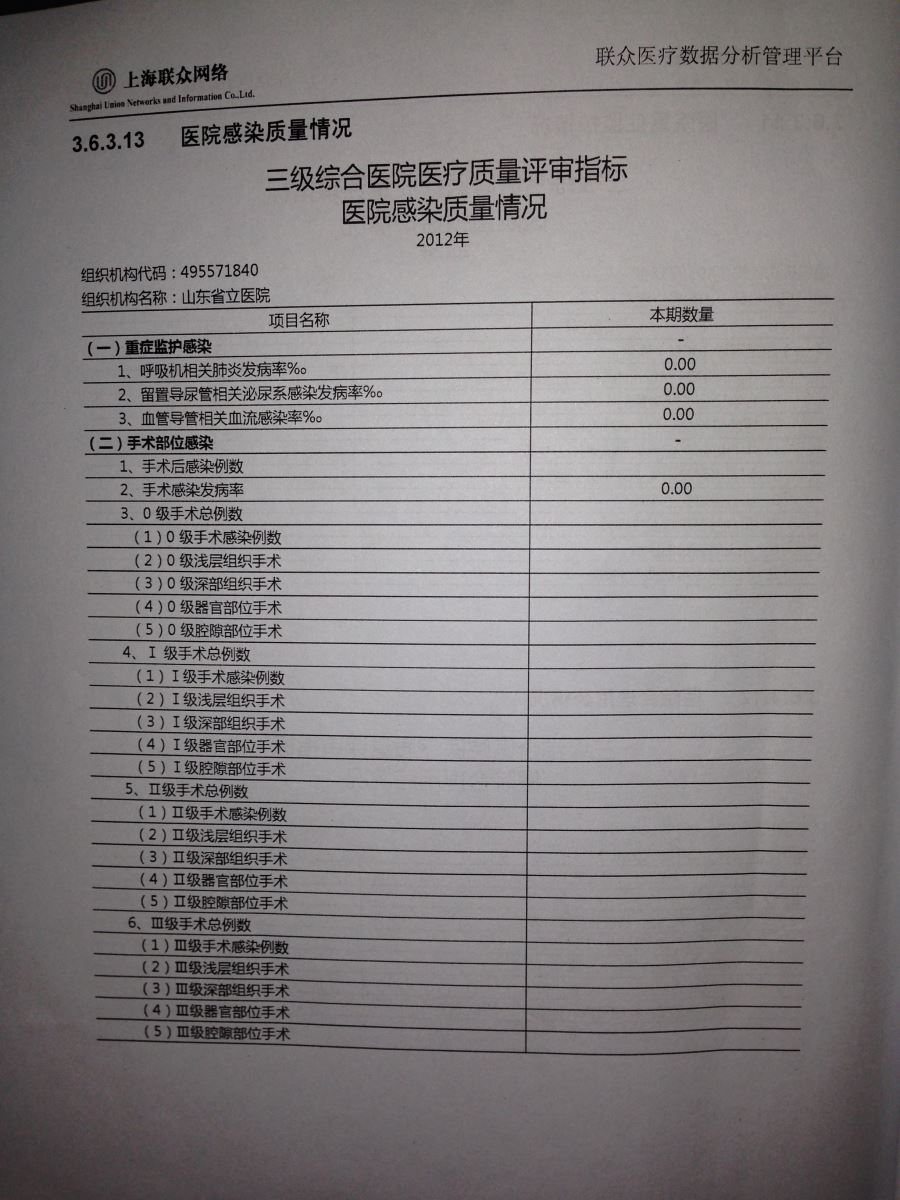 上海联众网络
Shanghai Union Networks and Information Co.,Ltd.
联众医疗数据分析管理平台
3.6.3.13 医院感染质量情况
三级综合医院医疗质量评审指标
医院感染质量情况
2012年
组织机构代码：495571840
组织机构名称：山东省立医院
项目名称 本期数量
（一）重症监护感染 -
1、呼吸机相关肺炎发病率‰ 0.00
2、留置导尿管相关泌尿系感染发病率‰ 0.00
3、血管导管相关血流感染率‰ 0.00
（二）手术部位感染 -
1、手术后感染例数
2、手术感染发病率 0.00
3、0 级手术总例数
（1）0 级手术感染例数
（2）0 级浅层组织手术
（3）0 级深部组织手术
（4）0 级器官部位手术
（5）0 级腔隙部位手术
4、Ⅰ 级手术总例数
（1）Ⅰ级手术感染例数
（2）Ⅰ级浅层组织手术
（3）Ⅰ级深部组织手术
（4）Ⅰ级器官部位手术
（5）Ⅰ级腔隙部位手术
5、Ⅱ级手术总例数
（1）Ⅱ级手术感染例数
（2）Ⅱ级浅层组织手术
（3）Ⅱ级深部组织手术
（4）Ⅱ级器官部位手术
（5）Ⅱ级腔隙部位手术
6、Ⅲ级手术总例数
（1）Ⅲ级手术感染例数
（2）Ⅲ级浅层组织手术
（3）Ⅲ级深部组织手术
（4）Ⅲ级器官部位手术
（5）Ⅲ级腔隙部位手术